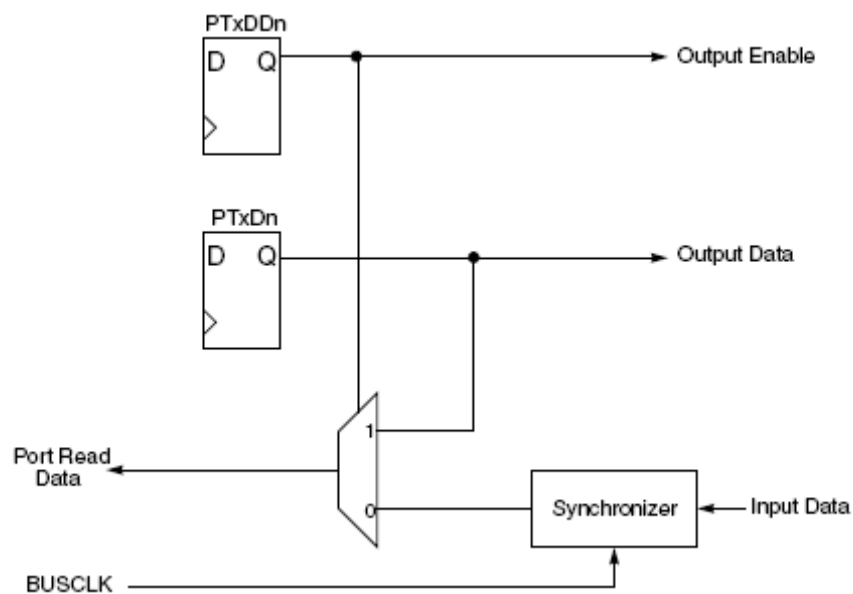 PTxDDn
D Q
Output Enable
PTxDn
D Q
Output Data
1
Port Read
Data
0
Synchronizer
Input Data
BUSCLK